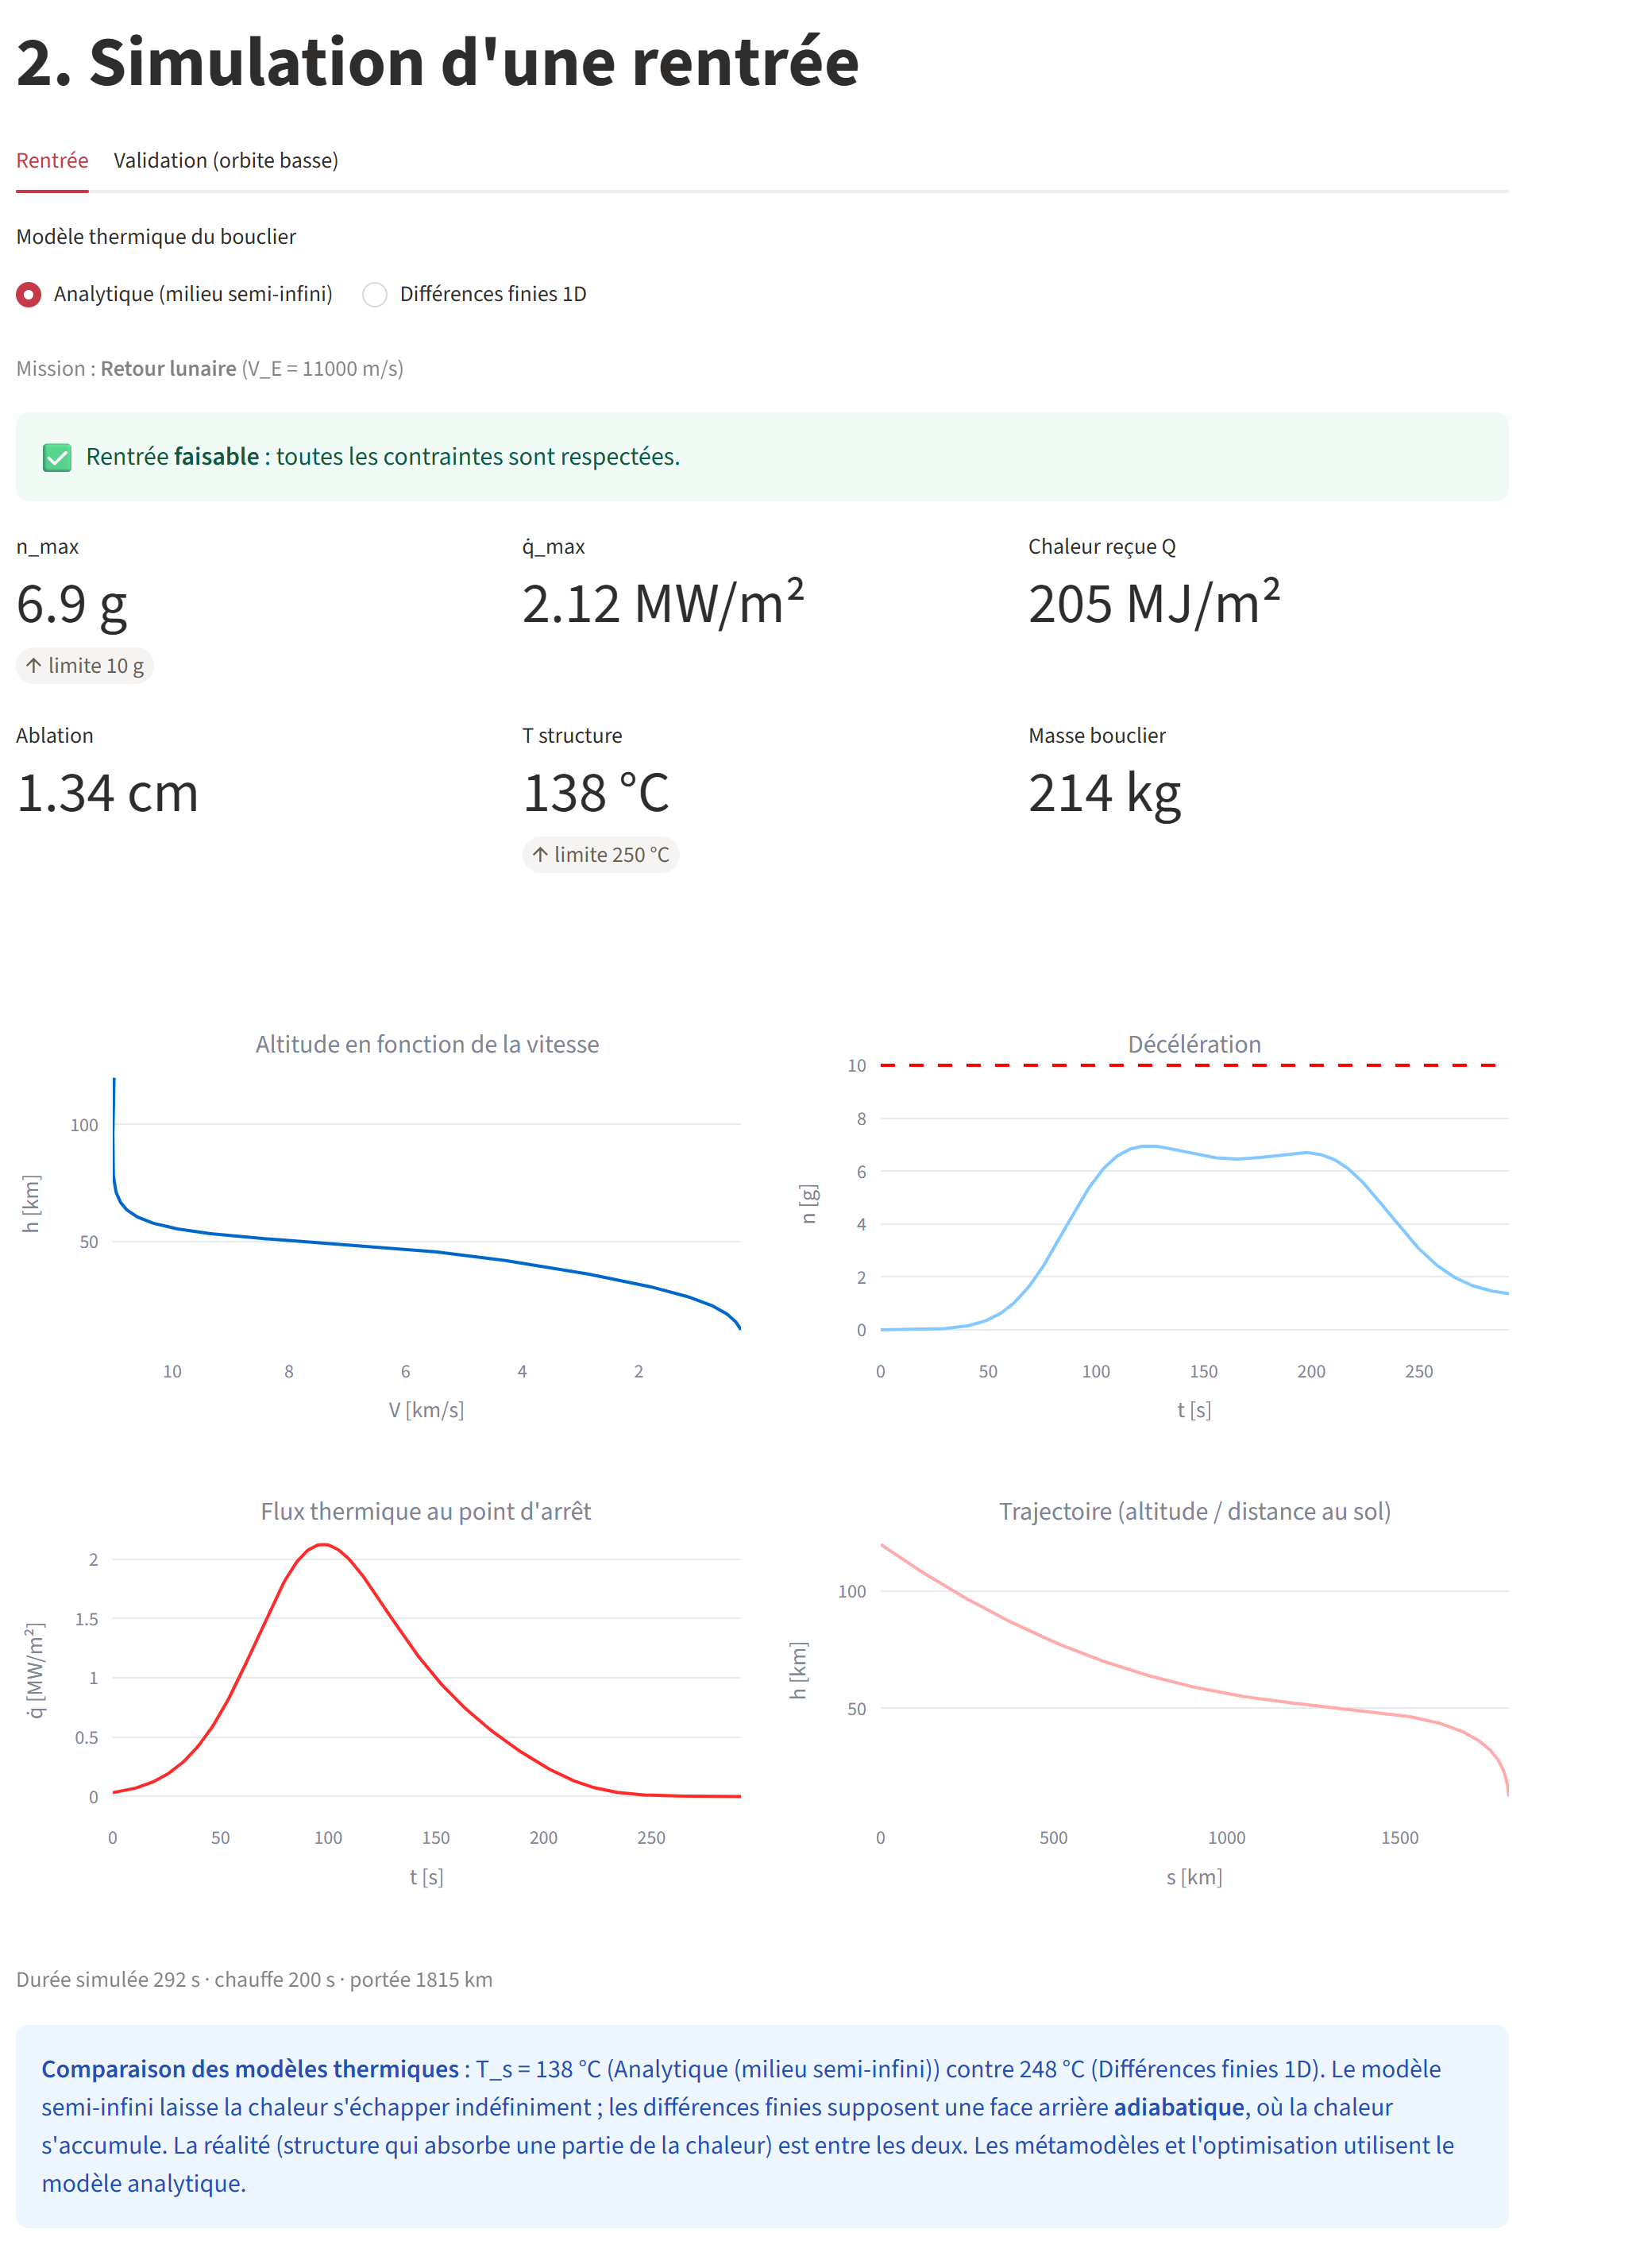 2. Simulation d'une rentrée
Rentrée
Validation (orbite basse)
Modèle thermique du bouclier
Analytique (milieu semi-infini)
Différences finies 1D
Mission : Retour lunaire (V_E = 11000 m/s)
Rentrée faisable : toutes les contraintes sont respectées.
n_max
6.9 g
↑ limite 10 g
q̇_max
2.12 MW/m²
Chaleur reçue Q
205 MJ/m²
Ablation
1.34 cm
T structure
138 °C
↑ limite 250 °C
Masse bouclier
214 kg
Altitude en fonction de la vitesse
100
50
h [km]
10 8 6 4 2
V [km/s]
Décélération
10
8
6
4
2
0
n [g]
0 50 100 150 200 250
t [s]
Flux thermique au point d'arrêt
2
1.5
1
0.5
0
q̇ [MW/m²]
0 50 100 150 200 250
t [s]
Trajectoire (altitude / distance au sol)
100
50
h [km]
0 500 1000 1500
s [km]
Durée simulée 292 s · chauffe 200 s · portée 1815 km
Comparaison des modèles thermiques : T_s = 138 °C (Analytique (milieu semi-infini)) contre 248 °C (Différences finies 1D). Le modèle
semi-infini laisse la chaleur s'échapper indéfiniment ; les différences finies supposent une face arrière adiabatique, où la chaleur
s'accumule. La réalité (structure qui absorbe une partie de la chaleur) est entre les deux. Les métamodèles et l'optimisation utilisent le
modèle analytique.